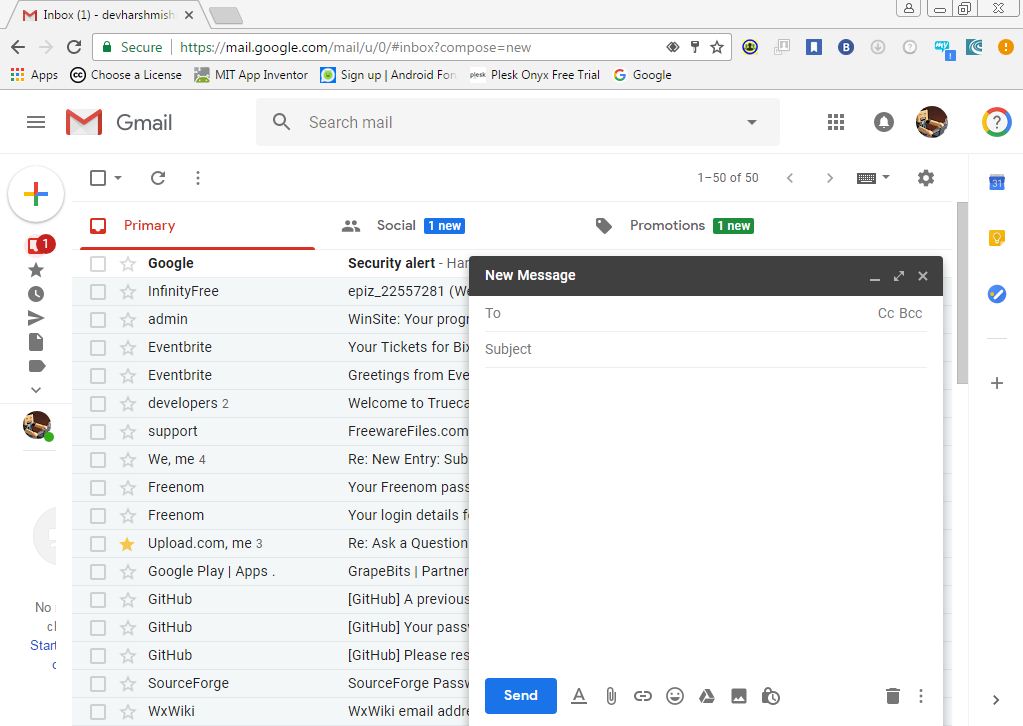 Inbox (1) - devharshmish
Secure https://mail.google.com/mail/u/0/#inbox?compose=new
Apps Choose a License MIT App Inventor Sign up | Android Fon plesk Plesk Onyx Free Trial Google
Gmail Search mail
1–50 of 50
31
Primary Social 1 new Promotions 1 new
1
Google Security alert - Har
InfinityFree epiz_22557281 (We
admin WinSite: Your progr
Eventbrite Your Tickets for Bix
Eventbrite Greetings from Eve
developers 2 Welcome to Trueca
support FreewareFiles.com
We, me 4 Re: New Entry: Sub
Freenom Your Freenom pass
Freenom Your login details f
Upload.com, me 3 Re: Ask a Question
Google Play | Apps . GrapeBits | Partner
GitHub [GitHub] A previous
GitHub [GitHub] Your passw
GitHub [GitHub] Please res
SourceForge SourceForge Passw
WxWiki WxWiki email addre
No
Start
New Message
To Cc Bcc
Subject
Send